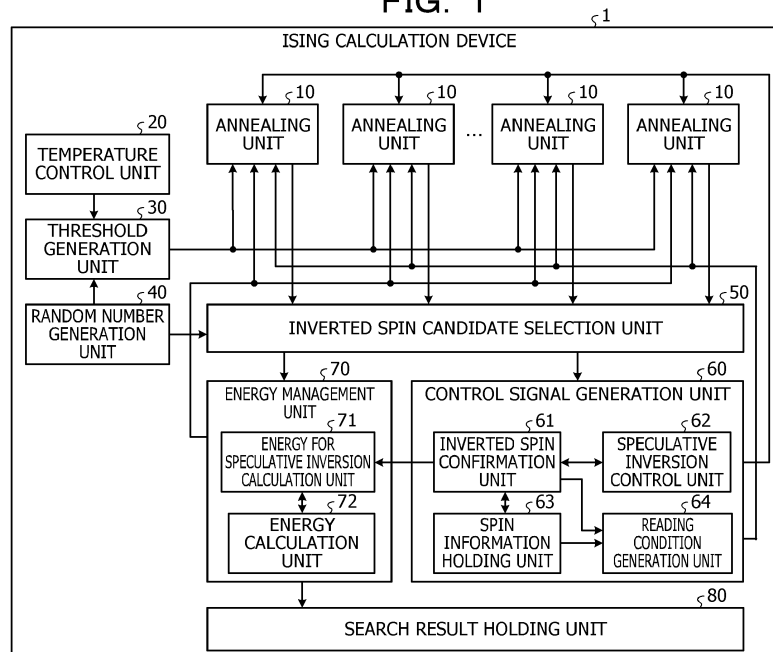 FIG. 1
1
ISING CALCULATION DEVICE
10
10
10
10
ANNEALING
UNIT
ANNEALING
UNIT
...
ANNEALING
UNIT
ANNEALING
UNIT
20
TEMPERATURE
CONTROL UNIT
30
THRESHOLD
GENERATION
UNIT
40
RANDOM NUMBER
GENERATION
UNIT
50
INVERTED SPIN CANDIDATE SELECTION UNIT
70
ENERGY MANAGEMENT
UNIT
71
ENERGY FOR
SPECULATIVE INVERSION
CALCULATION UNIT
72
ENERGY
CALCULATION
UNIT
60
CONTROL SIGNAL GENERATION UNIT
61
INVERTED SPIN
CONFIRMATION
UNIT
62
SPECULATIVE
INVERSION
CONTROL UNIT
63
SPIN
INFORMATION
HOLDING UNIT
64
READING
CONDITION
GENERATION UNIT
80
SEARCH RESULT HOLDING UNIT